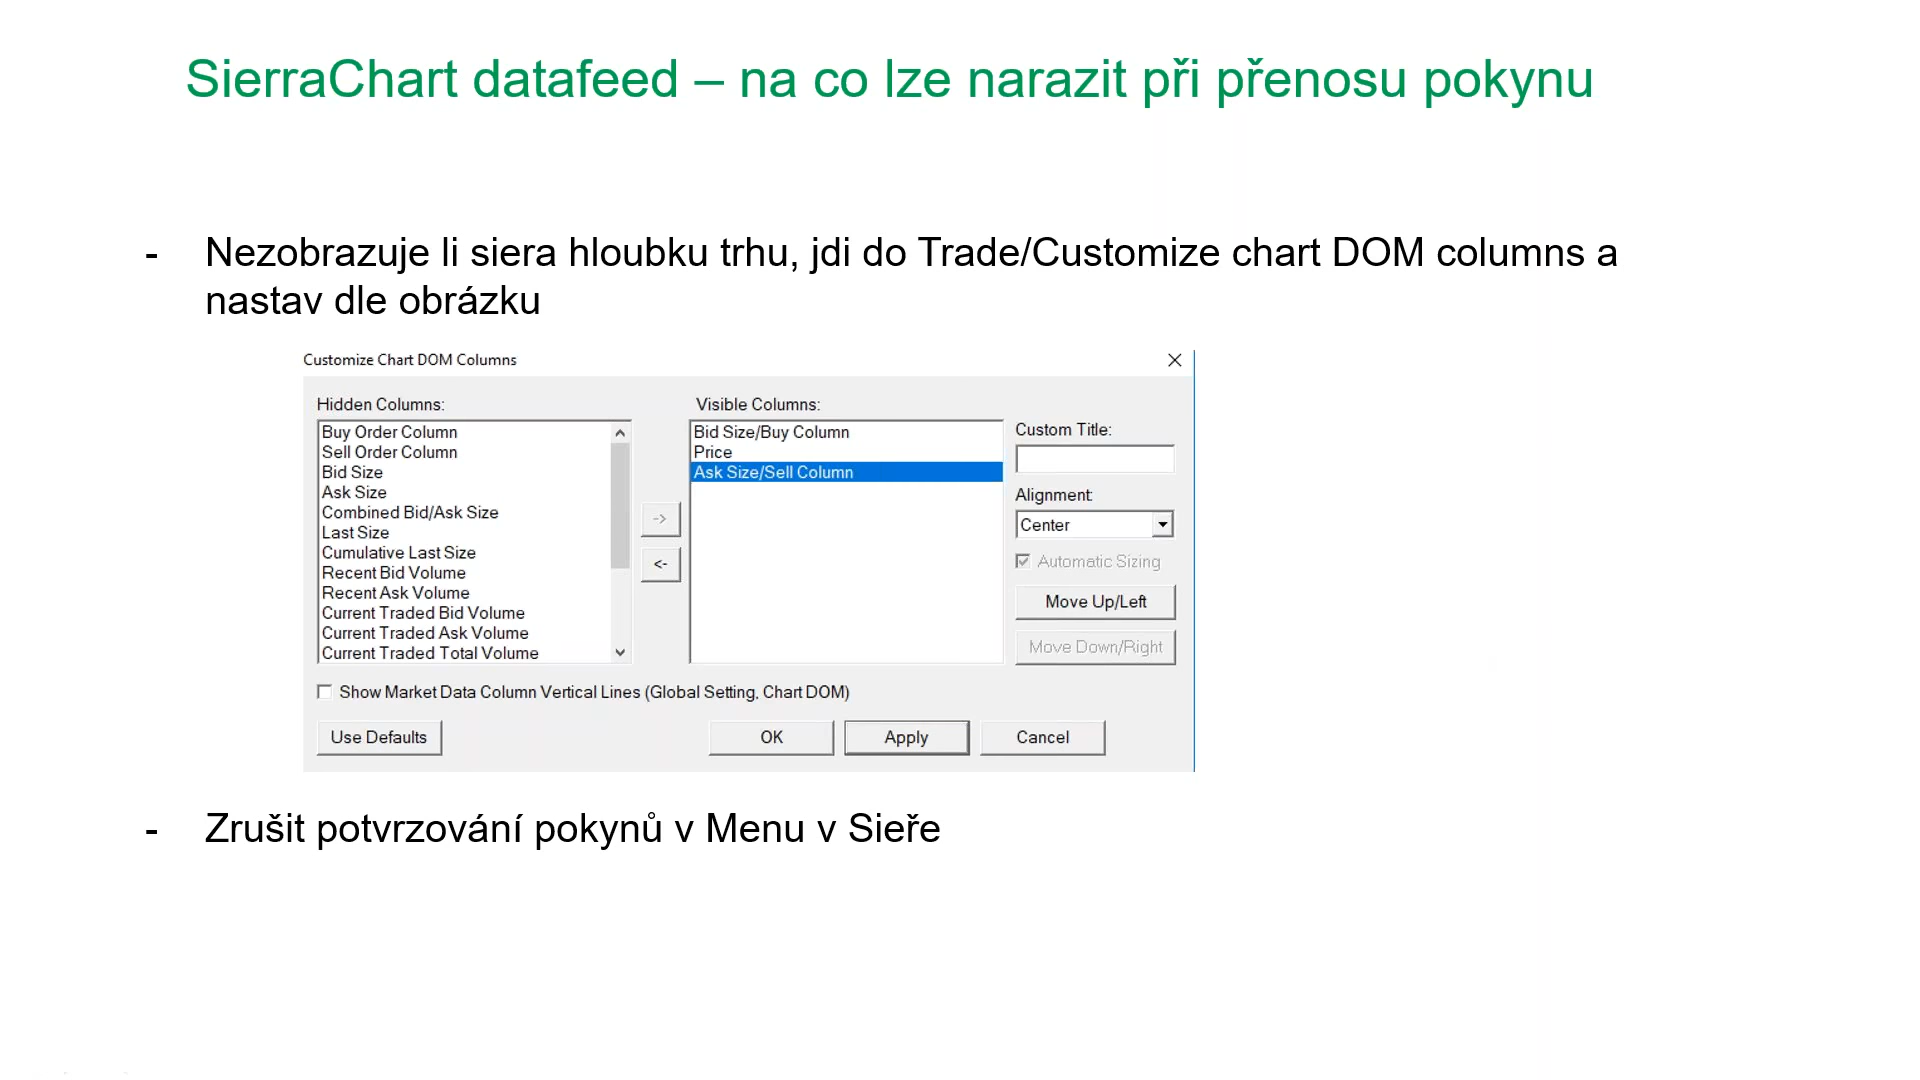 SierraChart datafeed – na co lze narazit při přenosu pokynu
- Nezobrazuje li siera hloubku trhu, jdi do Trade/Customize chart DOM columns a
nastav dle obrázku
Customize Chart DOM Columns
Hidden Columns:
Buy Order Column
Sell Order Column
Bid Size
Ask Size
Combined Bid/Ask Size
Last Size
Cumulative Last Size
Recent Bid Volume
Recent Ask Volume
Current Traded Bid Volume
Current Traded Ask Volume
Current Traded Total Volume
->
<-
Visible Columns:
Bid Size/Buy Column
Price
Ask Size/Sell Column
Custom Title:
Alignment:
Center
Automatic Sizing
Move Up/Left
Move Down/Right
Show Market Data Column Vertical Lines (Global Setting, Chart DOM)
Use Defaults
OK
Apply
Cancel
- Zrušit potvrzování pokynů v Menu v Sieře